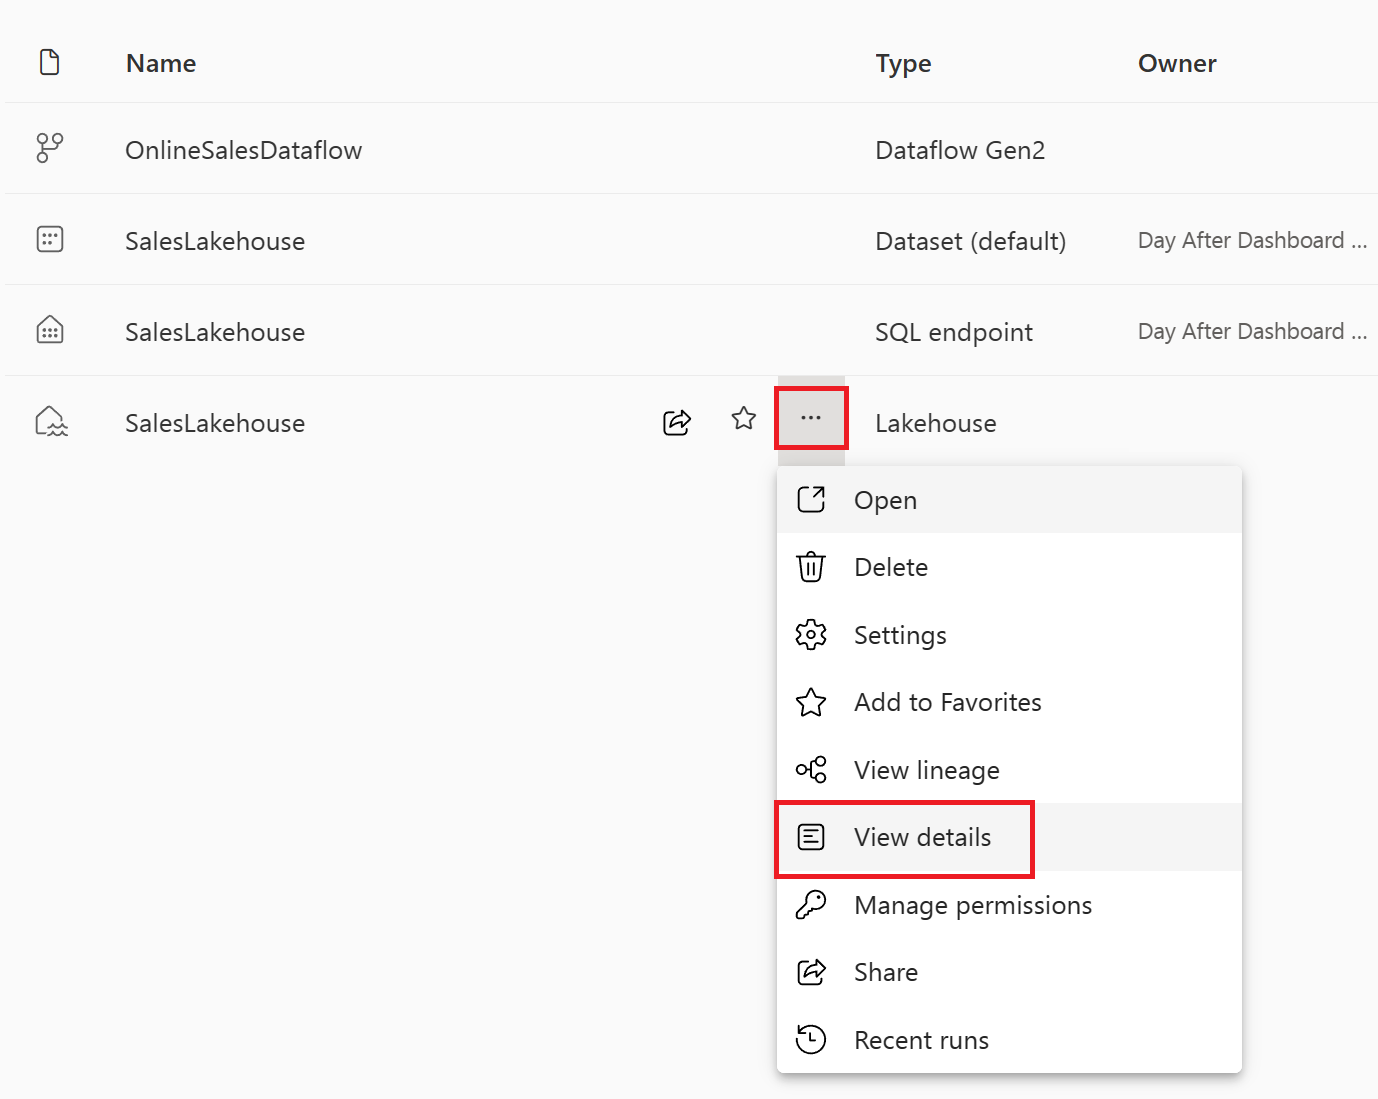 Name Type Owner
OnlineSalesDataflow Dataflow Gen2
SalesLakehouse Dataset (default) Day After Dashboard ...
SalesLakehouse SQL endpoint Day After Dashboard ...
SalesLakehouse ... Lakehouse
Open
Delete
Settings
Add to Favorites
View lineage
View details
Manage permissions
Share
Recent runs